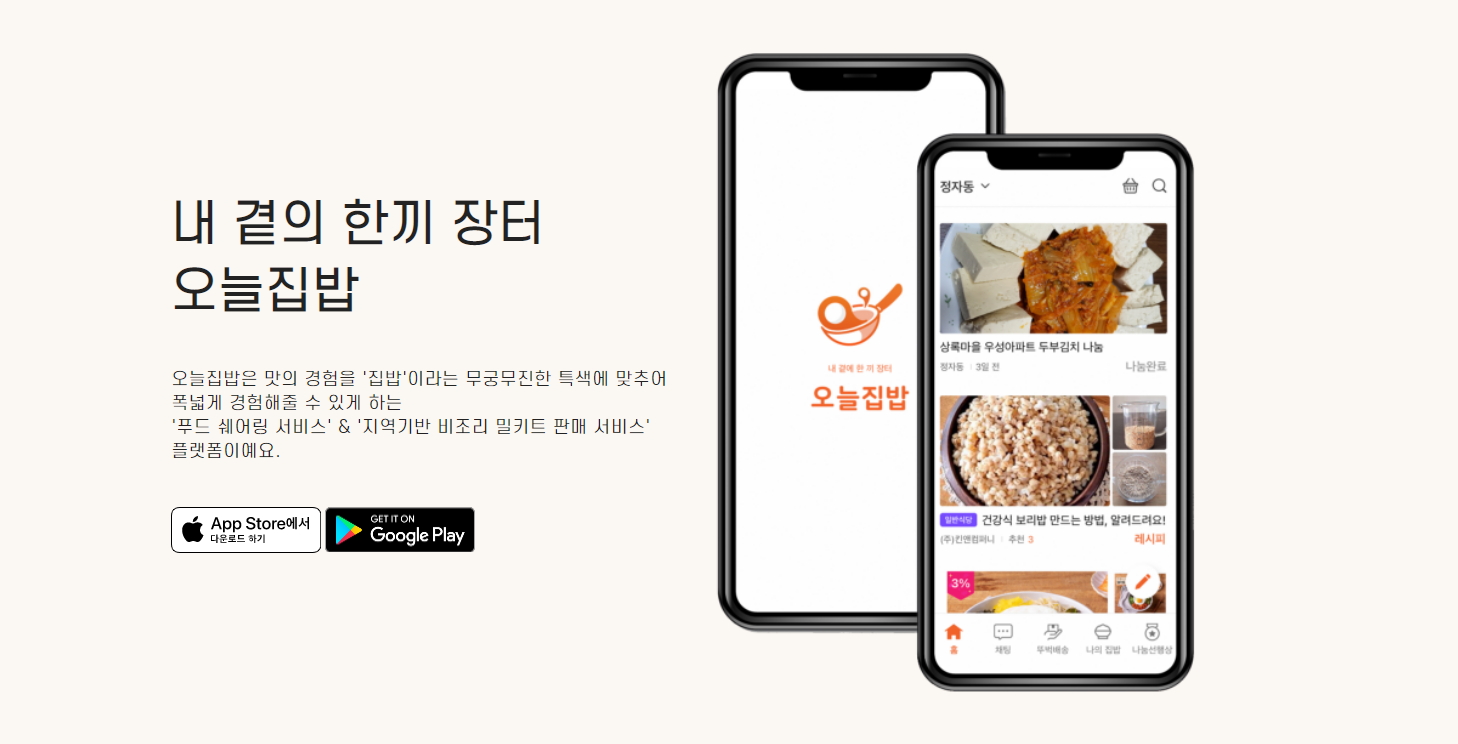 내 곁의 한끼 장터
오늘집밥
오늘집밥은 맛의 경험을 '집밥'이라는 무궁무진한 특색에 맞추어
폭넓게 경험해줄 수 있게 하는
'푸드 쉐어링 서비스' & '지역기반 비조리 밀키트 판매 서비스'
플랫폼이예요.
App Store에서
다운로드 하기
GET IT ON
Google Play
내 곁에 한 끼 장터
오늘집밥
정자동
상록마을 우성아파트 두부김치 나눔
정자동 3일 전 나눔완료
일반식당 건강식 보리밥 만드는 방법, 알려드려요!
(주)킨앤컴퍼니 추천 3 레시피
3%
홈 채팅 뚜벅배송 나의 집밥 나눔선행상